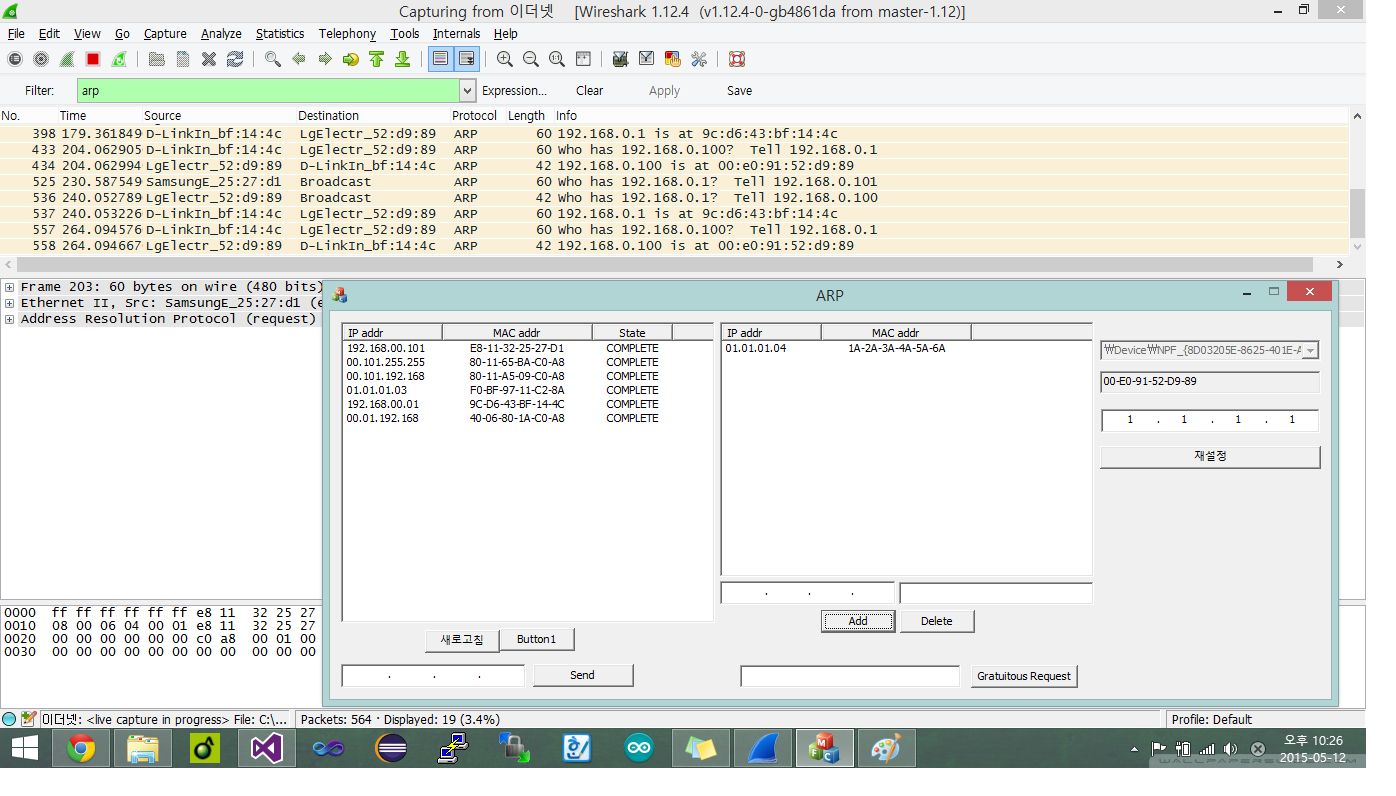 Capturing from 이더넷 [Wireshark 1.12.4 (v1.12.4-0-gb4861da from master-1.12)]
File Edit View Go Capture Analyze Statistics Telephony Tools Internals Help
Filter: arp Expression... Clear Apply Save
No. Time Source Destination Protocol Length Info
398 179.361849 D-LinkIn_bf:14:4c LgElectr_52:d9:89 ARP 60 192.168.0.1 is at 9c:d6:43:bf:14:4c
433 204.062905 D-LinkIn_bf:14:4c LgElectr_52:d9:89 ARP 60 Who has 192.168.0.100? Tell 192.168.0.1
434 204.062994 LgElectr_52:d9:89 D-LinkIn_bf:14:4c ARP 42 192.168.0.100 is at 00:e0:91:52:d9:89
525 230.587549 SamsungE_25:27:d1 Broadcast ARP 60 Who has 192.168.0.1? Tell 192.168.0.101
536 240.052789 LgElectr_52:d9:89 Broadcast ARP 42 Who has 192.168.0.1? Tell 192.168.0.100
537 240.053226 D-LinkIn_bf:14:4c LgElectr_52:d9:89 ARP 60 192.168.0.1 is at 9c:d6:43:bf:14:4c
557 264.094576 D-LinkIn_bf:14:4c LgElectr_52:d9:89 ARP 60 Who has 192.168.0.100? Tell 192.168.0.1
558 264.094667 LgElectr_52:d9:89 D-LinkIn_bf:14:4c ARP 42 192.168.0.100 is at 00:e0:91:52:d9:89
Frame 203: 60 bytes on wire (480 bits)
Ethernet II, Src: SamsungE_25:27:d1 (e
Address Resolution Protocol (request)
0000 ff ff ff ff ff ff e8 11 32 25 27
0010 08 00 06 04 00 01 e8 11 32 25 27
0020 00 00 00 00 00 00 c0 a8 00 01 00
0030 00 00 00 00 00 00 00 00 00 00 00
ARP
IP addr MAC addr State
192.168.00.101 E8-11-32-25-27-D1 COMPLETE
00.101.255.255 80-11-65-BA-C0-A8 COMPLETE
00.101.192.168 80-11-A5-09-C0-A8 COMPLETE
01.01.01.03 F0-BF-97-11-C2-8A COMPLETE
192.168.00.01 9C-D6-43-BF-14-4C COMPLETE
00.01.192.168 40-06-80-1A-C0-A8 COMPLETE
새로고침 Button1
. . . Send
IP addr MAC addr
01.01.01.04 1A-2A-3A-4A-5A-6A
. . .
Add Delete
Gratuitous Request
₩Device₩NPF_{8D03205E-8625-401E-A
00-E0-91-52-D9-89
1 . 1 . 1 . 1
재설정
이더넷: <live capture in progress> File: C:\... Packets: 564 · Displayed: 19 (3.4%) Profile: Default
오후 10:26
2015-05-12